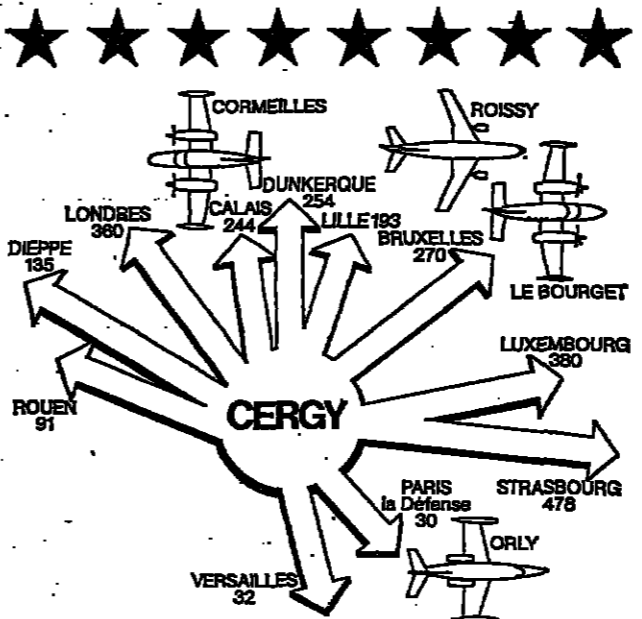 CORMEILLES
ROISSY
DUNKERQUE
254
LONDRES
360
CALAIS
244
LILLE 193
BRUXELLES
270
DIEPPE
135
LE BOURGET
LUXEMBOURG
380
ROUEN
91
CERGY
PARIS
la Défense
30
STRASBOURG
478
ORLY
VERSAILLES
32